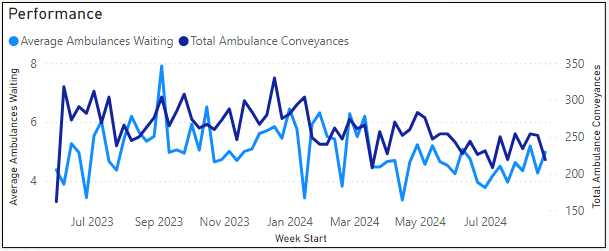 Performance
Average Ambulances Waiting Total Ambulance Conveyances
Average Ambulances Waiting
8
6
4
350
300
250
200
150
Total Ambulance Conveyances
Jul 2023 Sep 2023 Nov 2023 Jan 2024 Mar 2024 May 2024 Jul 2024
Week Start